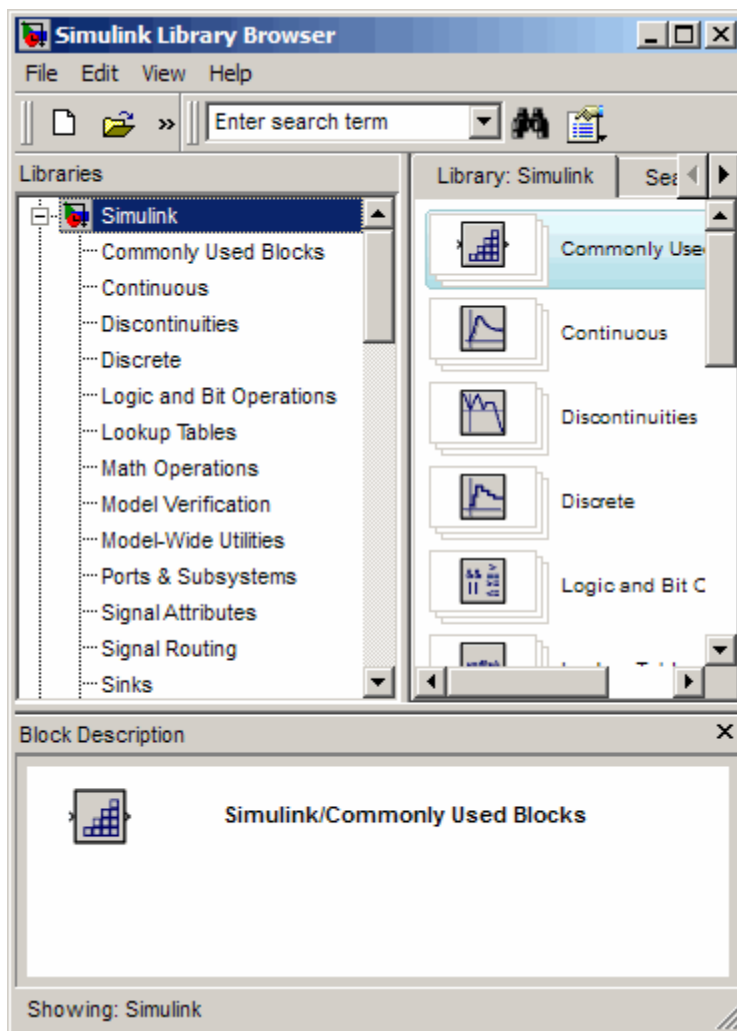 Simulink Library Browser
File Edit View Help
» Enter search term
Libraries
Simulink
Commonly Used Blocks
Continuous
Discontinuities
Discrete
Logic and Bit Operations
Lookup Tables
Math Operations
Model Verification
Model-Wide Utilities
Ports & Subsystems
Signal Attributes
Signal Routing
Sinks
Library: Simulink
Commonly Use
Continuous
Discontinuities
Discrete
Logic and Bit
Block Description
Simulink/Commonly Used Blocks
Showing: Simulink